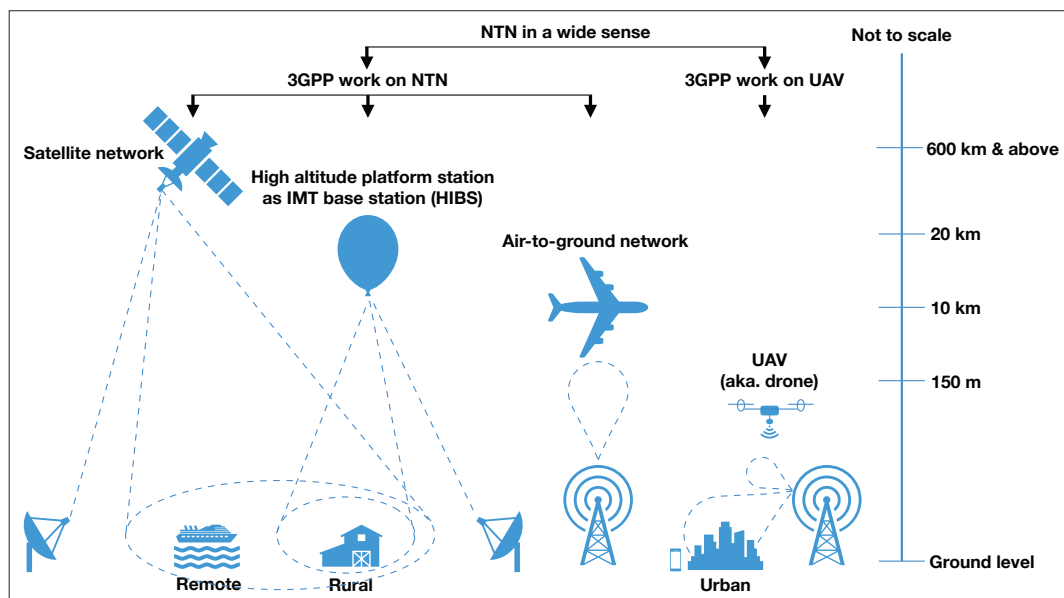 NTN in a wide sense
Not to scale
3GPP work on NTN
3GPP work on UAV
Satellite network
600 km & above
High altitude platform station
as IMT base station (HIBS)
20 km
Air-to-ground network
10 km
UAV
(aka. drone)
150 m
Remote
Rural
Urban
Ground level